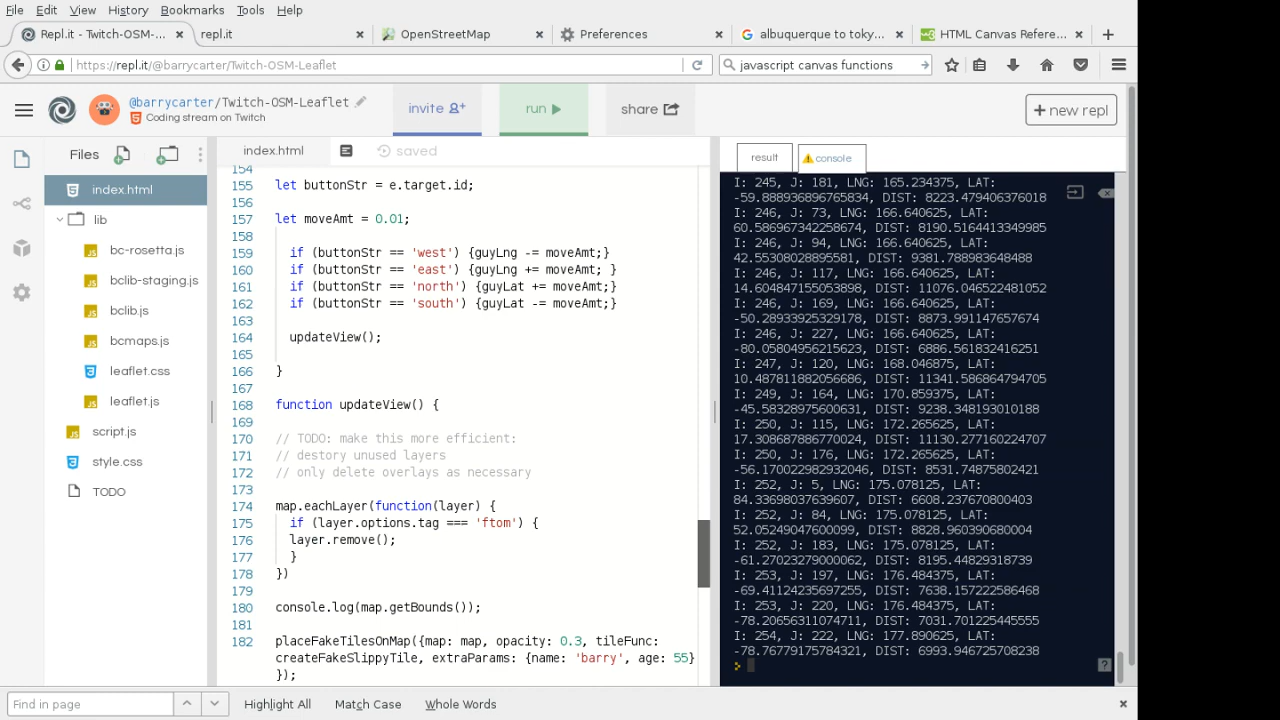 File Edit View History Bookmarks Tools Help
Repl.it - Twitch-OSM-... × repl.it × OpenStreetMap × Preferences × albuquerque to toky... × HTML Canvas Refere... × +
https://repl.it/@barrycarter/Twitch-OSM-Leaflet javascript canvas functions
@barrycarter/Twitch-OSM-Leaflet
Coding stream on Twitch
invite
run
share
+ new repl
Files
index.html
lib
bc-rosetta.js
bclib-staging.js
bclib.js
bcmaps.js
leaflet.css
leaflet.js
script.js
style.css
TODO
index.html saved
154
155 let buttonStr = e.target.id;
156
157 let moveAmt = 0.01;
158
159 if (buttonStr == 'west') {guyLng -= moveAmt;}
160 if (buttonStr == 'east') {guyLng += moveAmt; }
161 if (buttonStr == 'north') {guyLat += moveAmt;}
162 if (buttonStr == 'south') {guyLat -= moveAmt;}
163
164 updateView();
165
166 }
167
168 function updateView() {
169
170 // TODO: make this more efficient:
171 // destory unused layers
172 // only delete overlays as necessary
173
174 map.eachLayer(function(layer) {
175 if (layer.options.tag === 'ftom') {
176 layer.remove();
177 }
178 })
179
180 console.log(map.getBounds());
181
182 placeFakeTilesOnMap({map: map, opacity: 0.3, tileFunc:
createFakeSlippyTile, extraParams: {name: 'barry', age: 55}
});
result console
I: 245, J: 181, LNG: 165.234375, LAT:
-59.888936896765834, DIST: 8223.479406376018
I: 246, J: 73, LNG: 166.640625, LAT:
60.586967342258674, DIST: 8190.5164413349985
I: 246, J: 94, LNG: 166.640625, LAT:
42.55308028895581, DIST: 9381.788983648488
I: 246, J: 117, LNG: 166.640625, LAT:
14.604847155053898, DIST: 11076.046522481052
I: 246, J: 169, LNG: 166.640625, LAT:
-50.28933925329178, DIST: 8873.991147657674
I: 246, J: 227, LNG: 166.640625, LAT:
-80.05804956215623, DIST: 6886.561832416251
I: 247, J: 120, LNG: 168.046875, LAT:
10.487811882056686, DIST: 11341.586864794705
I: 249, J: 164, LNG: 170.859375, LAT:
-45.58328975600631, DIST: 9238.348193010188
I: 250, J: 115, LNG: 172.265625, LAT:
17.308687886770024, DIST: 11130.277160224707
I: 250, J: 176, LNG: 172.265625, LAT:
-56.170022982932046, DIST: 8531.74875802421
I: 252, J: 5, LNG: 175.078125, LAT:
84.33698037639607, DIST: 6608.237670800403
I: 252, J: 84, LNG: 175.078125, LAT:
52.05249047600099, DIST: 8828.960390680004
I: 252, J: 183, LNG: 175.078125, LAT:
-61.27023279000062, DIST: 8195.44829318739
I: 253, J: 197, LNG: 176.484375, LAT:
-69.41124235697255, DIST: 7638.157222586468
I: 253, J: 220, LNG: 176.484375, LAT:
-78.20656311074711, DIST: 7031.701225445555
I: 254, J: 222, LNG: 177.890625, LAT:
-78.76779175784321, DIST: 6993.946725708238
?
Find in page Highlight All Match Case Whole Words